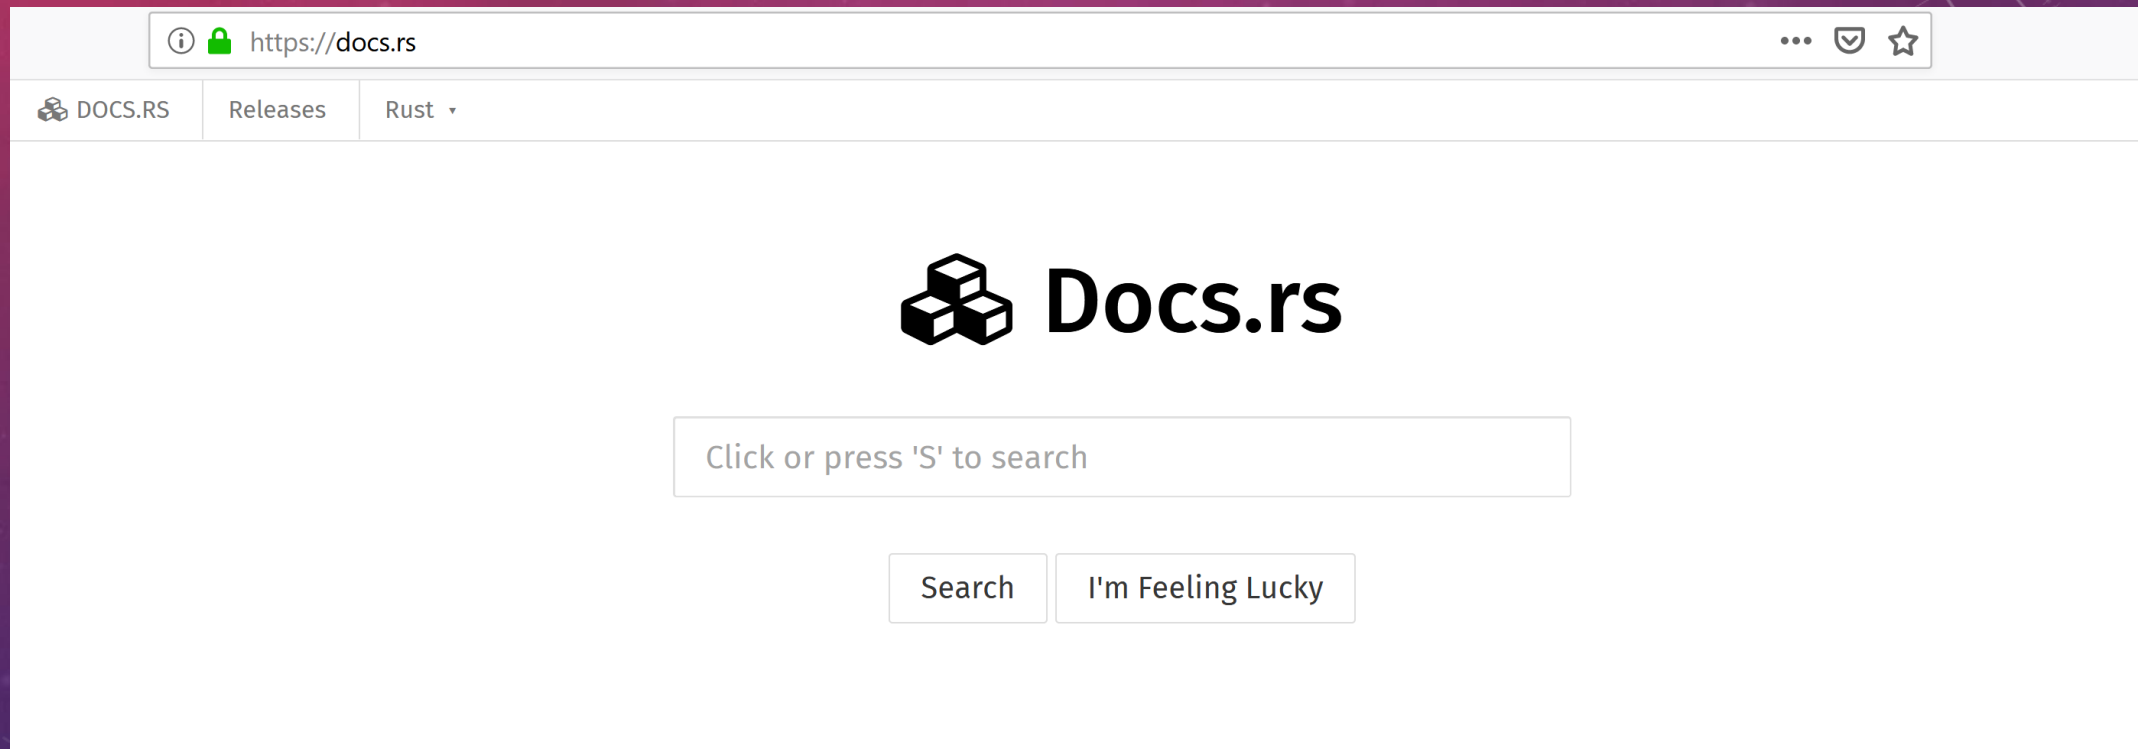 https://docs.rs
DOCS.RS Releases Rust
Docs.rs
Click or press 'S' to search
Search I'm Feeling Lucky